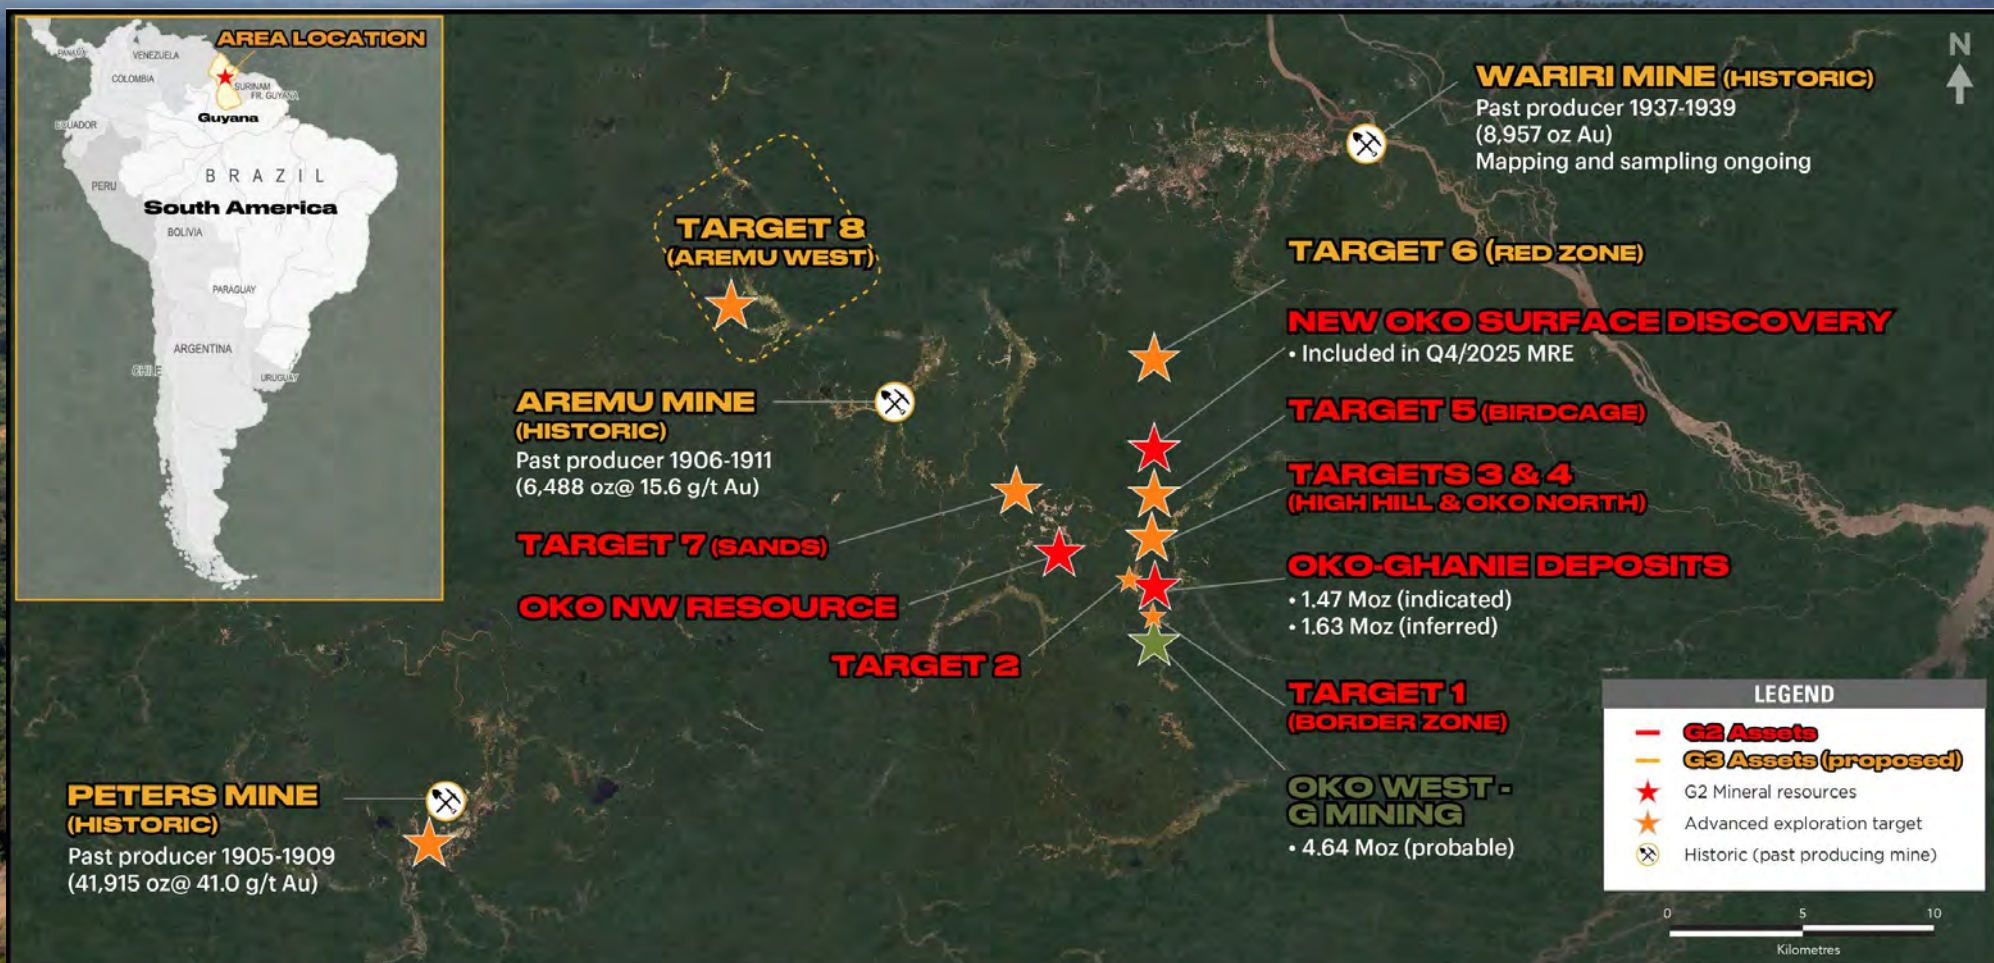 AREA LOCATION
PANAMA
VENEZUELA
COLOMBIA
SURINAM
FR. GUYANA
Guyana
ECUADOR
BRAZIL
PERU
South America
BOLIVIA
PARAGUAY
ARGENTINA
CHILE
URUGUAY
N
WARIRI MINE (HISTORIC)
Past producer 1937-1939
(8,957 oz Au)
Mapping and sampling ongoing
TARGET 8
(AREMU WEST)
TARGET 6 (RED ZONE)
NEW OKO SURFACE DISCOVERY
• Included in Q4/2025 MRE
AREMU MINE
(HISTORIC)
Past producer 1906-1911
(6,488 oz@ 15.6 g/t Au)
TARGET 5 (BIRDCAGE)
TARGETS 3 & 4
(HIGH HILL & OKO NORTH)
TARGET 7 (SANDS)
OKO NW RESOURCE
OKO-GHANIE DEPOSITS
• 1.47 Moz (indicated)
• 1.63 Moz (inferred)
TARGET 2
TARGET 1
(BORDER ZONE)
OKO WEST -
G MINING
• 4.64 Moz (probable)
PETERS MINE
(HISTORIC)
Past producer 1905-1909
(41,915 oz@ 41.0 g/t Au)
LEGEND
G2 Assets
G3 Assets (proposed)
G2 Mineral resources
Advanced exploration target
Historic (past producing mine)
0 5 10
Kilometres